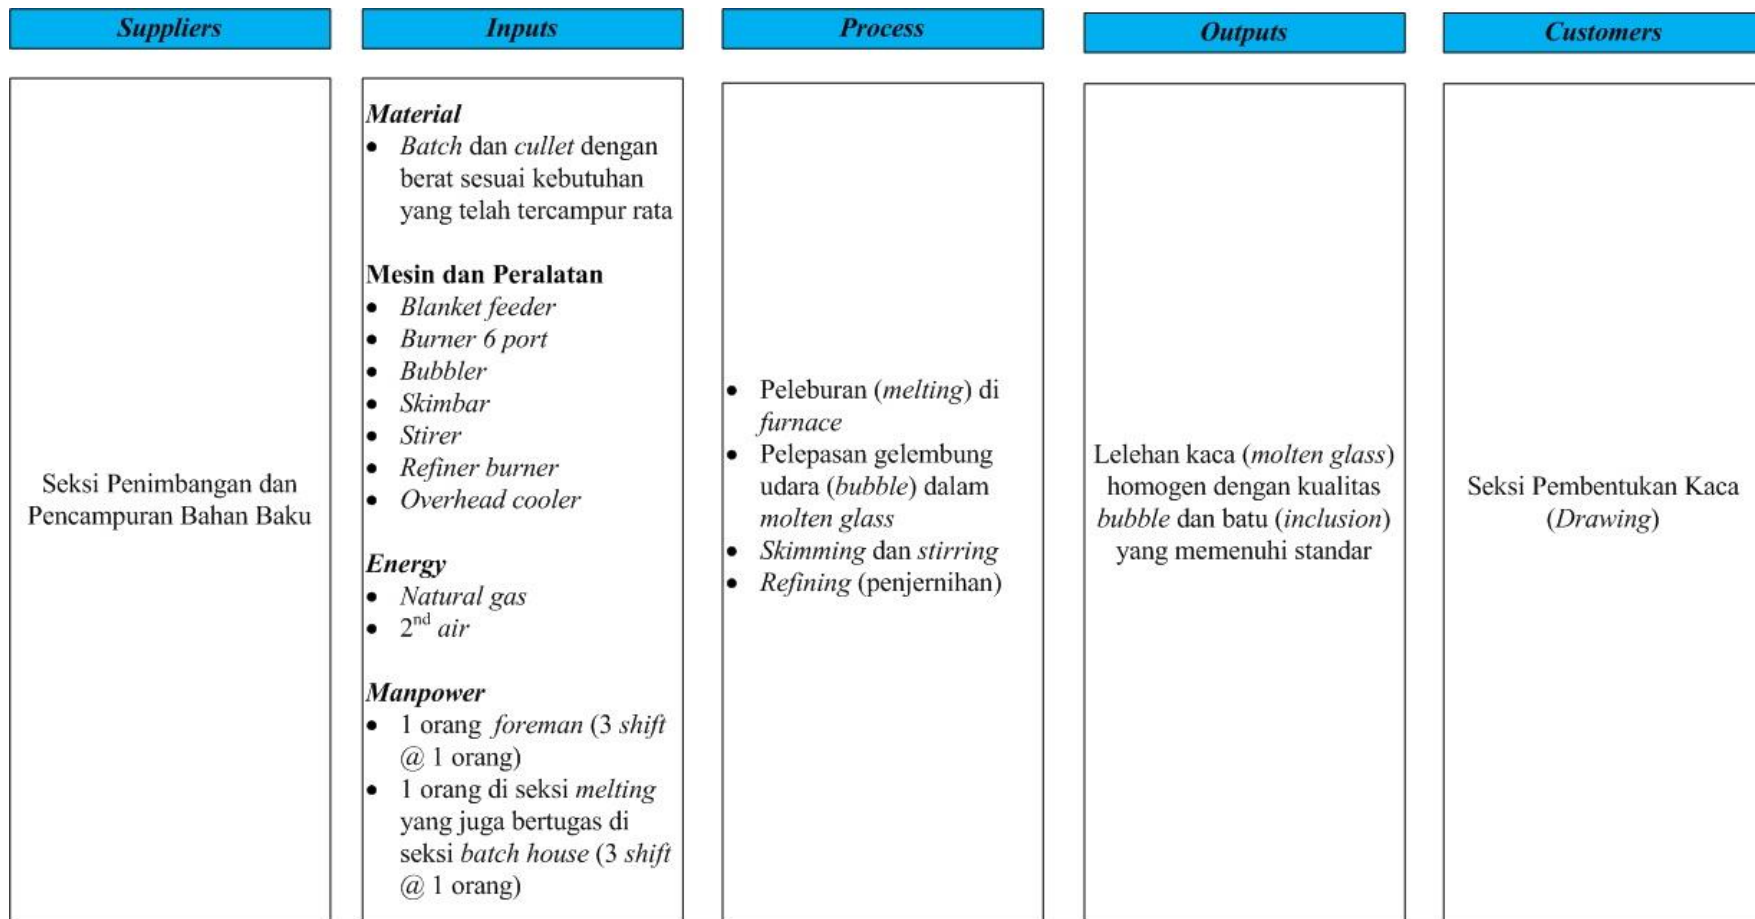 Suppliers
Inputs
Process
Outputs
Customers
Seksi Penimbangan dan
Pencampuran Bahan Baku
Material
• Batch dan cullet dengan
berat sesuai kebutuhan
yang telah tercampur rata
Mesin dan Peralatan
• Blanket feeder
• Burner 6 port
• Bubbler
• Skimbar
• Stirer
• Refiner burner
• Overhead cooler
Energy
• Natural gas
• 2nd air
Manpower
• 1 orang foreman (3 shift
@ 1 orang)
• 1 orang di seksi melting
yang juga bertugas di
seksi batch house (3 shift
@ 1 orang)
• Peleburan (melting) di
furnace
• Pelepasan gelembung
udara (bubble) dalam
molten glass
• Skimming dan stirring
• Refining (penjernihan)
Lelehan kaca (molten glass)
homogen dengan kualitas
bubble dan batu (inclusion)
yang memenuhi standar
Seksi Pembentukan Kaca
(Drawing)